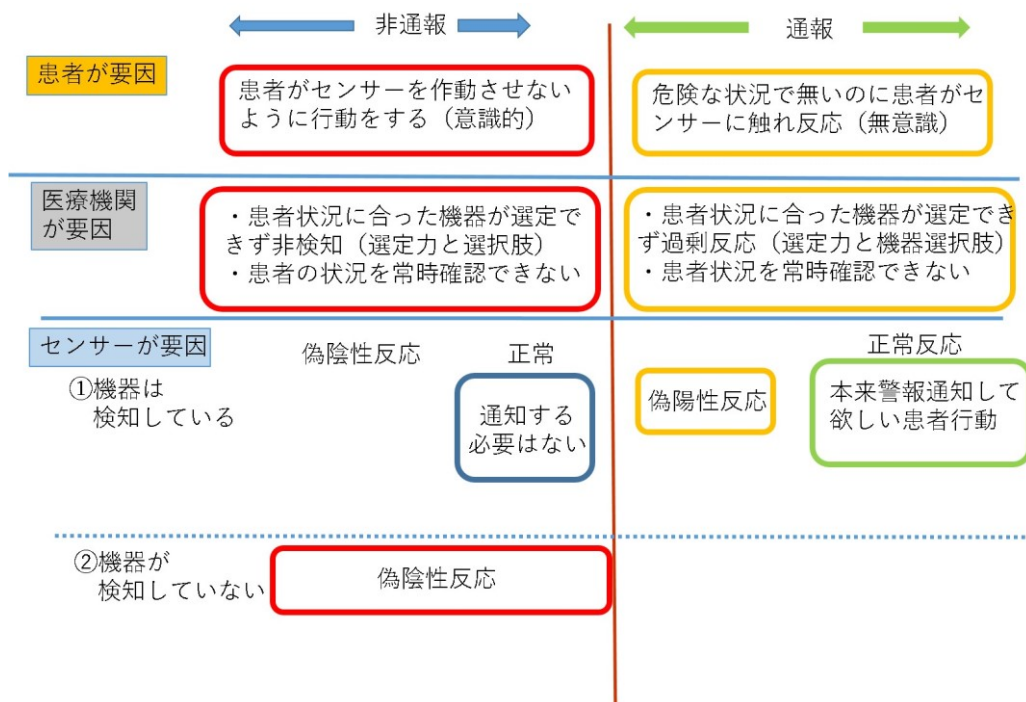 非通報
通報
患者が要因
患者がセンサーを作動させない
ように行動をする（意識的）
危険な状況で無いのに患者がセ
ンサーに触れ反応（無意識）
医療機関
が要因
・患者状況に合った機器が選定で
きず非検知（選定力と選択肢）
・患者の状況を常時確認できない
・患者状況に合った機器が選定でき
ず過剰反応（選定力と機器選択肢）
・患者状況を常時確認できない
センサーが要因
偽陰性反応
正常
正常反応
①機器は
検知している
通知する
必要はない
偽陽性反応
本来警報通知して
欲しい患者行動
②機器が
検知していない
偽陰性反応